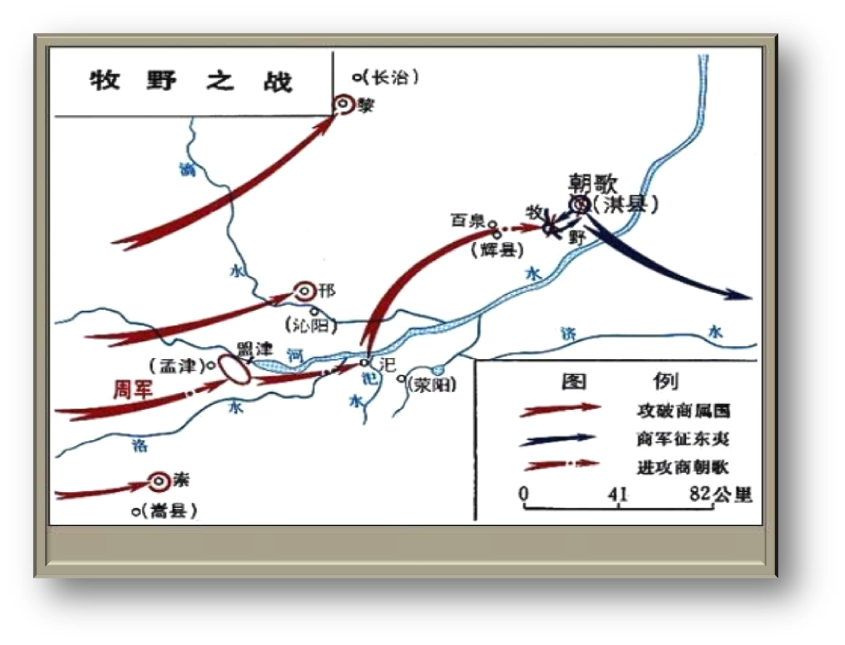 牧野之战
(长治)
黎
滴
朝歌
(淇县)
牧
野
百泉
(辉县)
水
水
邗
(沁阳)
盟津
(孟津)
河
汜
(荥阳)
汜
水
济
水
周军
水
洛
崇
(嵩县)
图例
攻破商属国
商军征东夷
进攻商朝歌
0 41 82公里